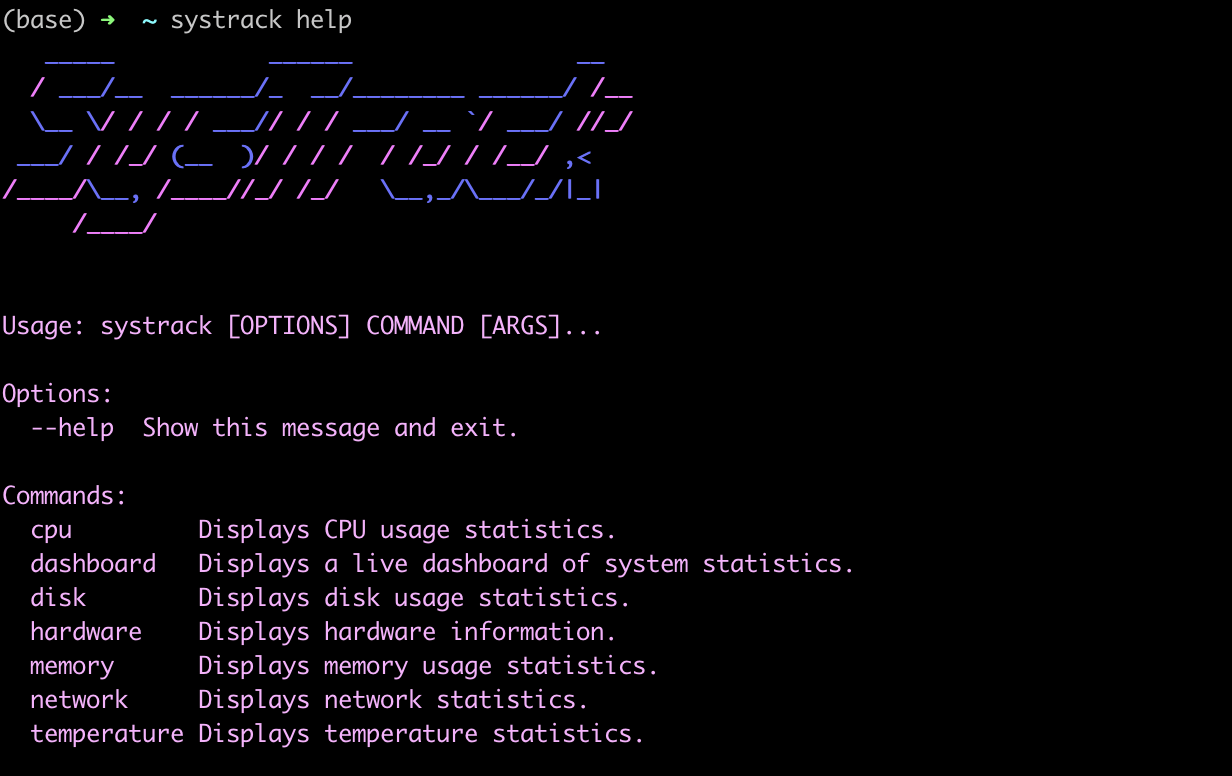 (base) ➜  ~ systrack help
   _____           ______                __
  / ___/__  ______/_  __/________ ______/ /__
  \__ \/ / / / ___// / / ___/ __ `/ ___/ //_/
 ___/ / /_/ (__  )/ / / /  / /_/ / /__/ ,<
/____/\__, /____//_/ /_/   \__,_/\___/_/|_|
     /____/
Usage: systrack [OPTIONS] COMMAND [ARGS]...
Options:
  --help  Show this message and exit.
Commands:
  cpu         Displays CPU usage statistics.
  dashboard   Displays a live dashboard of system statistics.
  disk        Displays disk usage statistics.
  hardware    Displays hardware information.
  memory      Displays memory usage statistics.
  network     Displays network statistics.
  temperature Displays temperature statistics.